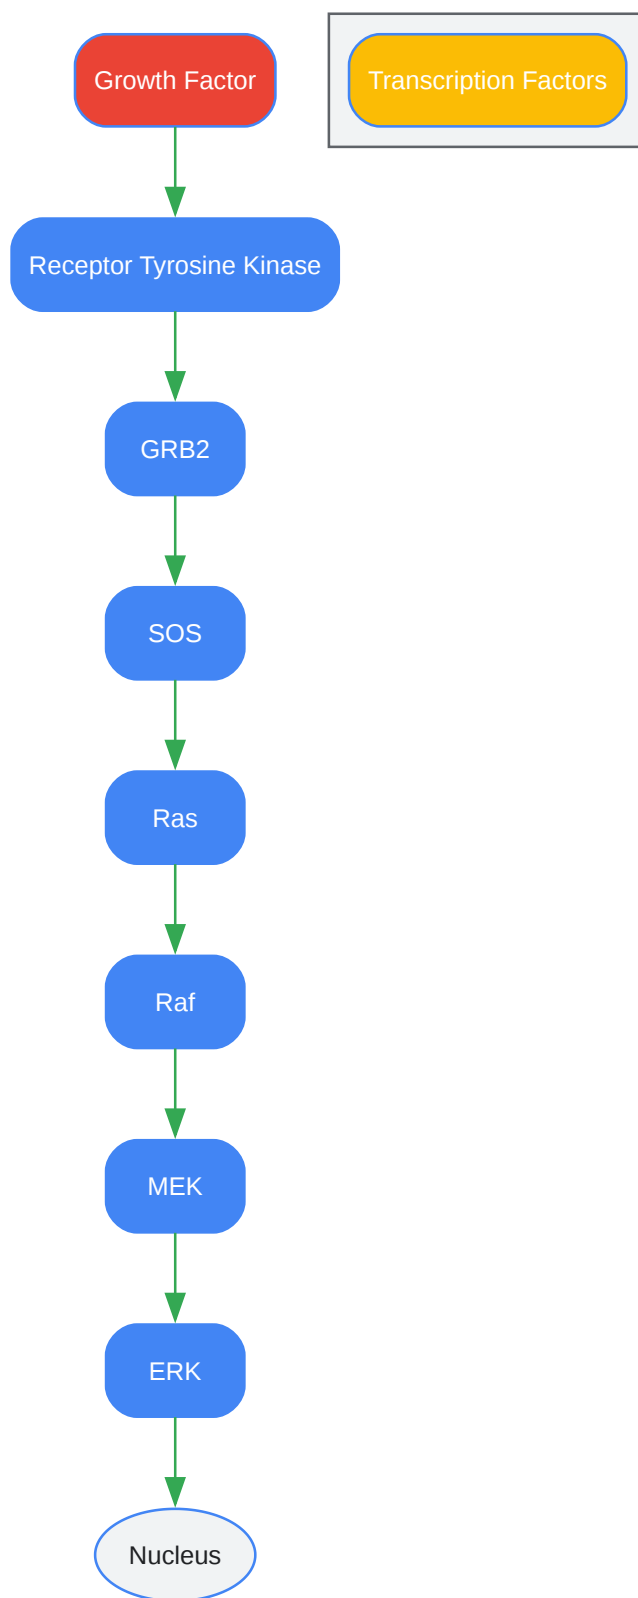 Growth Factor
Transcription Factors
Receptor Tyrosine Kinase
GRB2
SOS
Ras
Raf
MEK
ERK
Nucleus